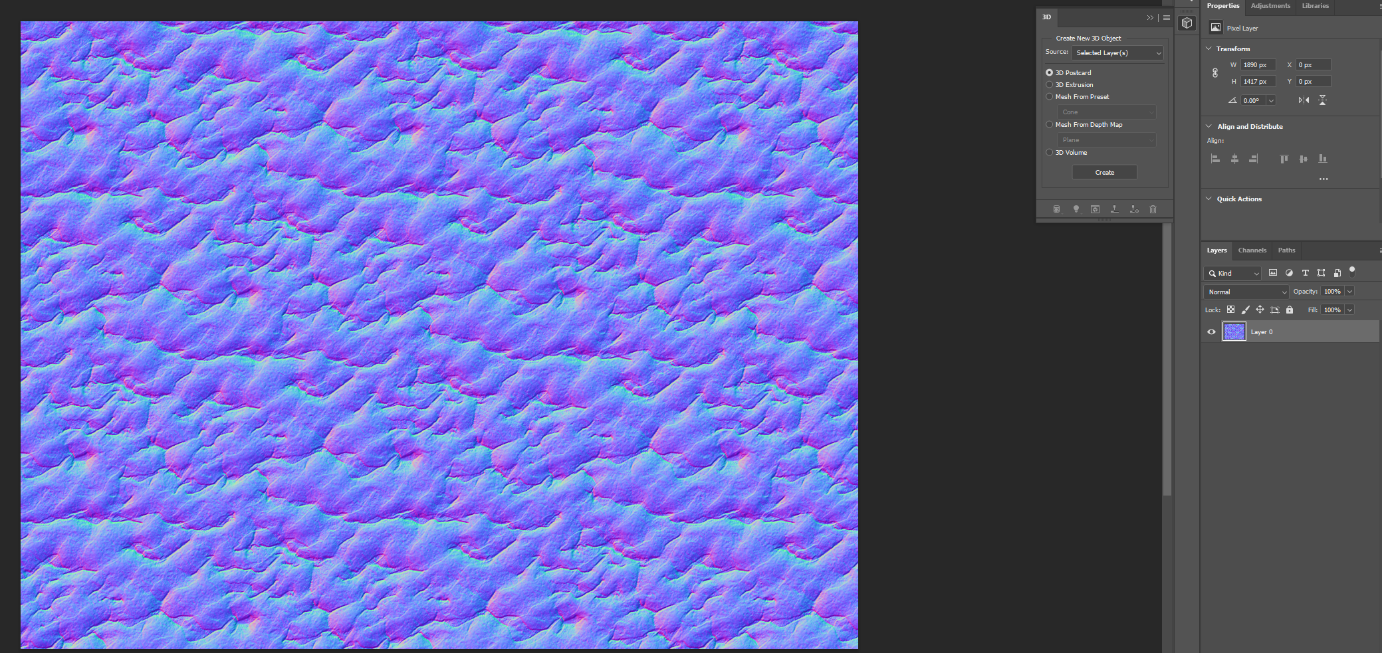 3D
Create New 3D Object
Source: Selected Layer(s)
3D Postcard
3D Extrusion
Mesh From Preset
Cone
Mesh From Depth Map
Plane
3D Volume
Create
Properties Adjustments Libraries
Pixel Layer
Transform
W 1890 px X 0 px
H 1417 px Y 0 px
0.00°
Align and Distribute
Align:
Quick Actions
Layers Channels Paths
Kind
Normal Opacity: 100%
Lock: Fill: 100%
Layer 0